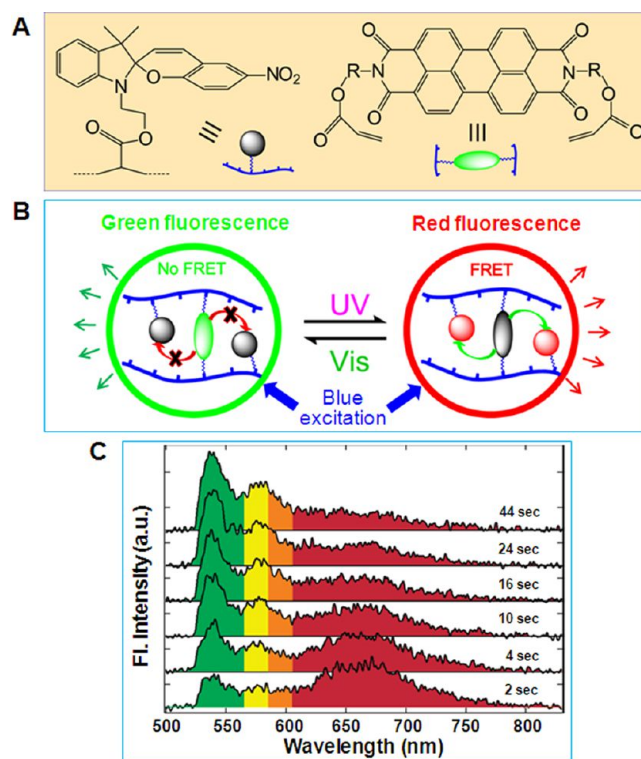 A
NO₂
N
O
O
O
O
O
O
R
N
N
R
O
O
O
O
O
O
B
Green fluorescence
Red fluorescence
No FRET
FRET
UV
Vis
Blue
excitation
C
Fl. Intensity (a.u.)
44 sec
24 sec
16 sec
10 sec
4 sec
2 sec
500 550 600 650 700 750 800
Wavelength (nm)